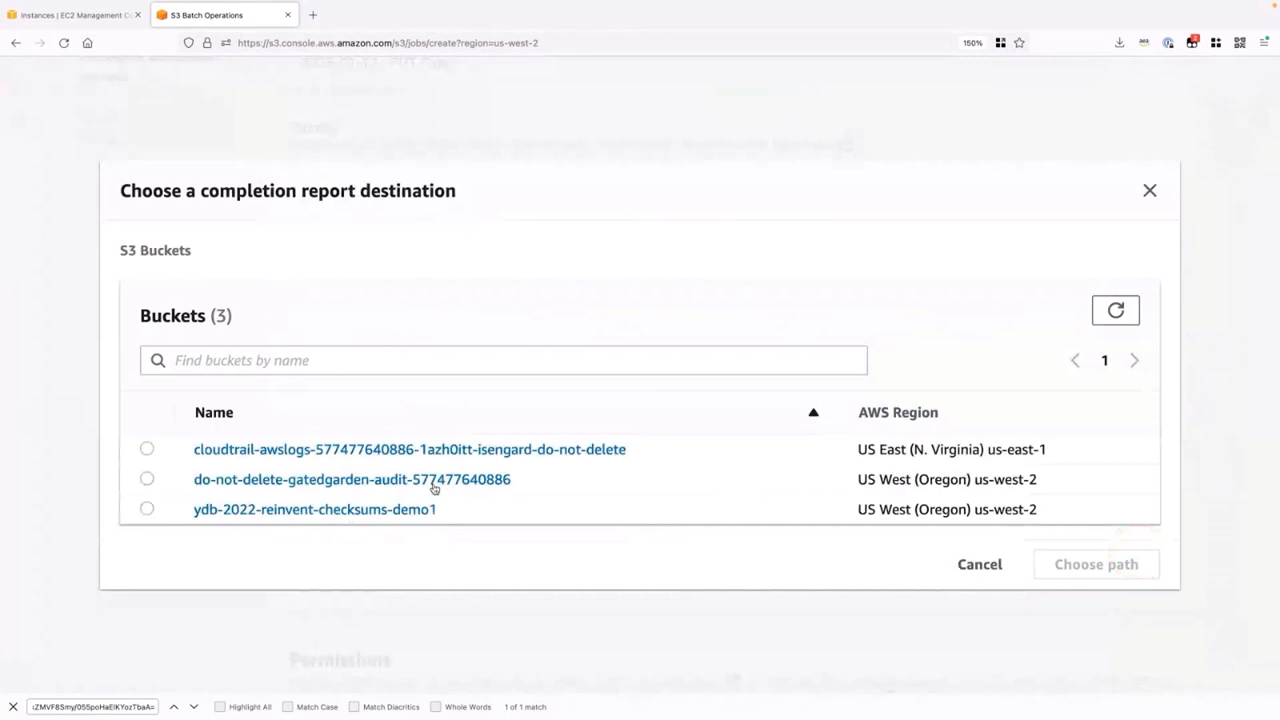 Instances | EC2 Management C
S3 Batch Operations
https://s3.console.aws.amazon.com/s3/jobs/create?region=us-west-2
150%
Choose a completion report destination
S3 Buckets
Buckets (3)
Find buckets by name
1
Name
AWS Region
cloudtrail-awslogs-577477640886-1azh0itt-isengard-do-not-delete
US East (N. Virginia) us-east-1
do-not-delete-gatedgarden-audit-577477640886
US West (Oregon) us-west-2
ydb-2022-reinvent-checksums-demo1
US West (Oregon) us-west-2
Cancel
Choose path
Permissions
ZMVF8Smy/055poHaElKYozTbaA=
Highlight All
Match Case
Match Diacritics
Whole Words
1 of 1 match